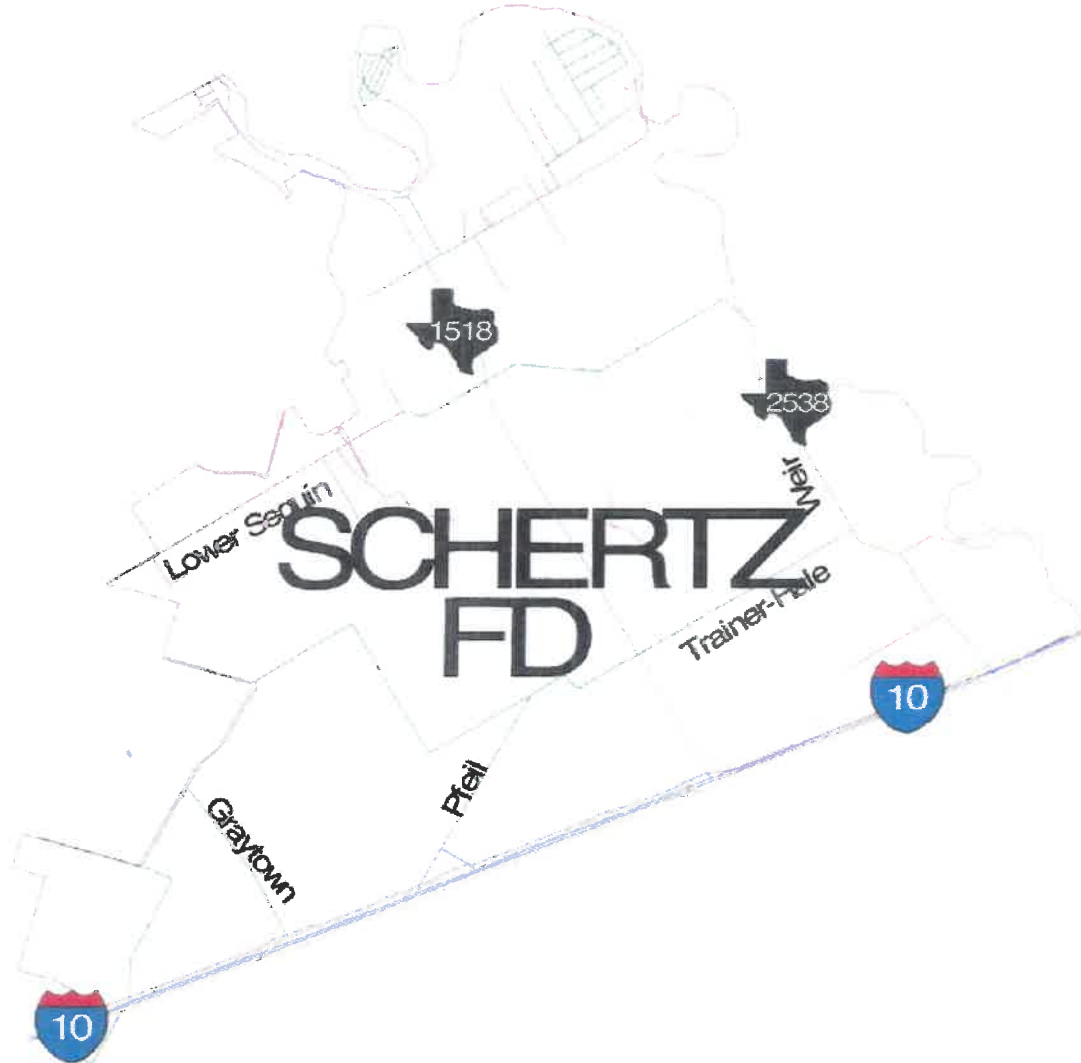 1518
2538
Weir
Lower Seguin
SCHERTZ
FD
Trainer-Hale
10
Pfeil
Graytown
10